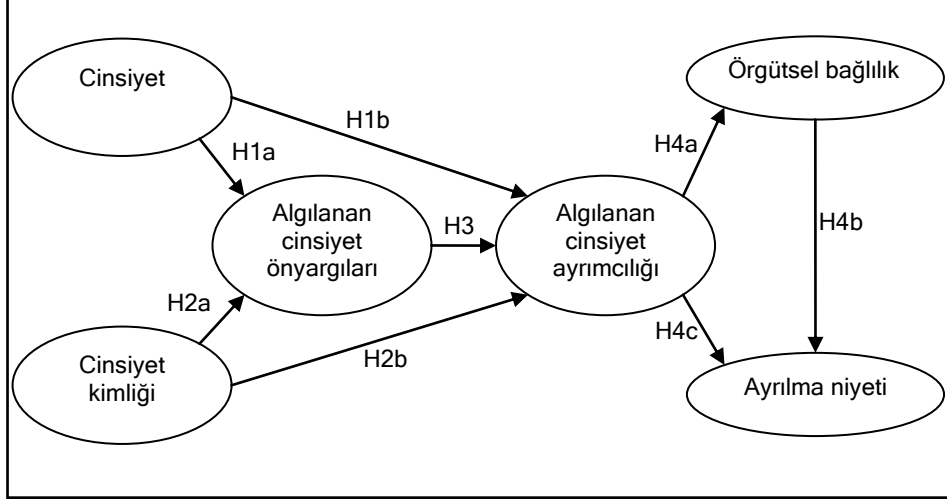 Cinsiyet
Örgütsel bağlılık
H1b
H1a
H4a
Algılanan
cinsiyet
önyargıları
H3
Algılanan
cinsiyet
ayrımcılığı
H4b
H2a
H4c
H2b
Cinsiyet
kimliği
Ayrılma niyeti